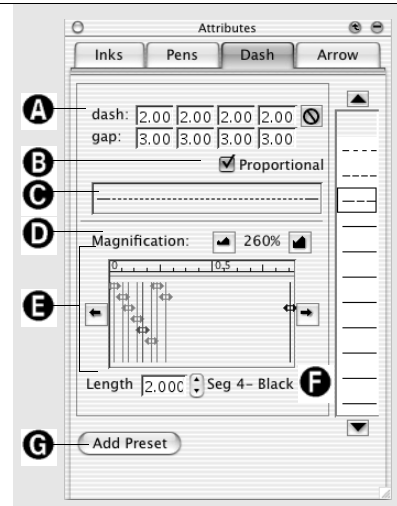 Attributes
Inks Pens Dash Arrow
A
dash: 2.00 2.00 2.00 2.00
gap: 3.00 3.00 3.00 3.00
B
Proportional
C
D
Magnification: 260%
0 0,5
E
Length 2.000 Seg 4- Black F
G
Add Preset